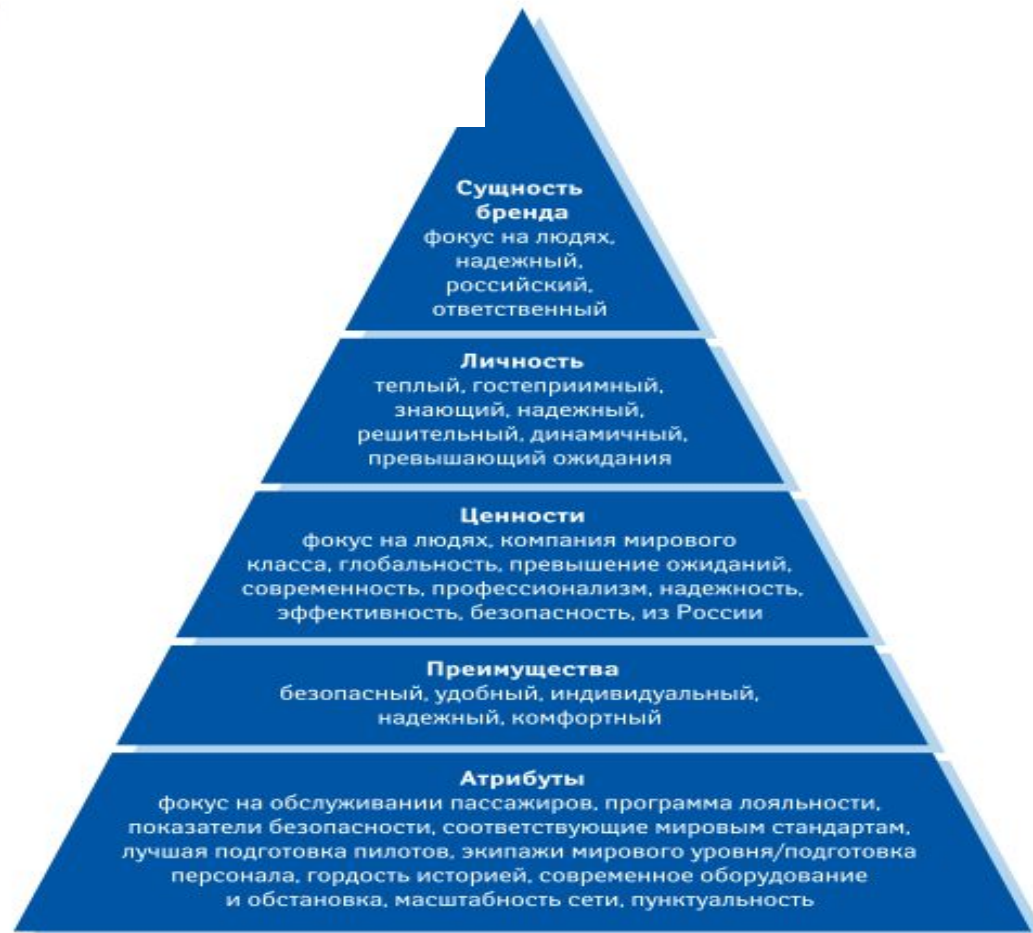 Сущность
бренда
фокус на людях,
надежный,
российский,
ответственный
Личность
теплый, гостеприимный,
знающий, надежный,
решительный, динамичный,
превышающий ожидания
Ценности
фокус на людях, компания мирового
класса, глобальность, превышение ожиданий,
современность, профессионализм, надежность,
эффективность, безопасность, из России
Преимущества
безопасный, удобный, индивидуальный,
надежный, комфортный
Атрибуты
фокус на обслуживании пассажиров, программа лояльности,
показатели безопасности, соответствующие мировым стандартам,
лучшая подготовка пилотов, экипажи мирового уровня/подготовка
персонала, гордость историей, современное оборудование
и обстановка, масштабность сети, пунктуальность